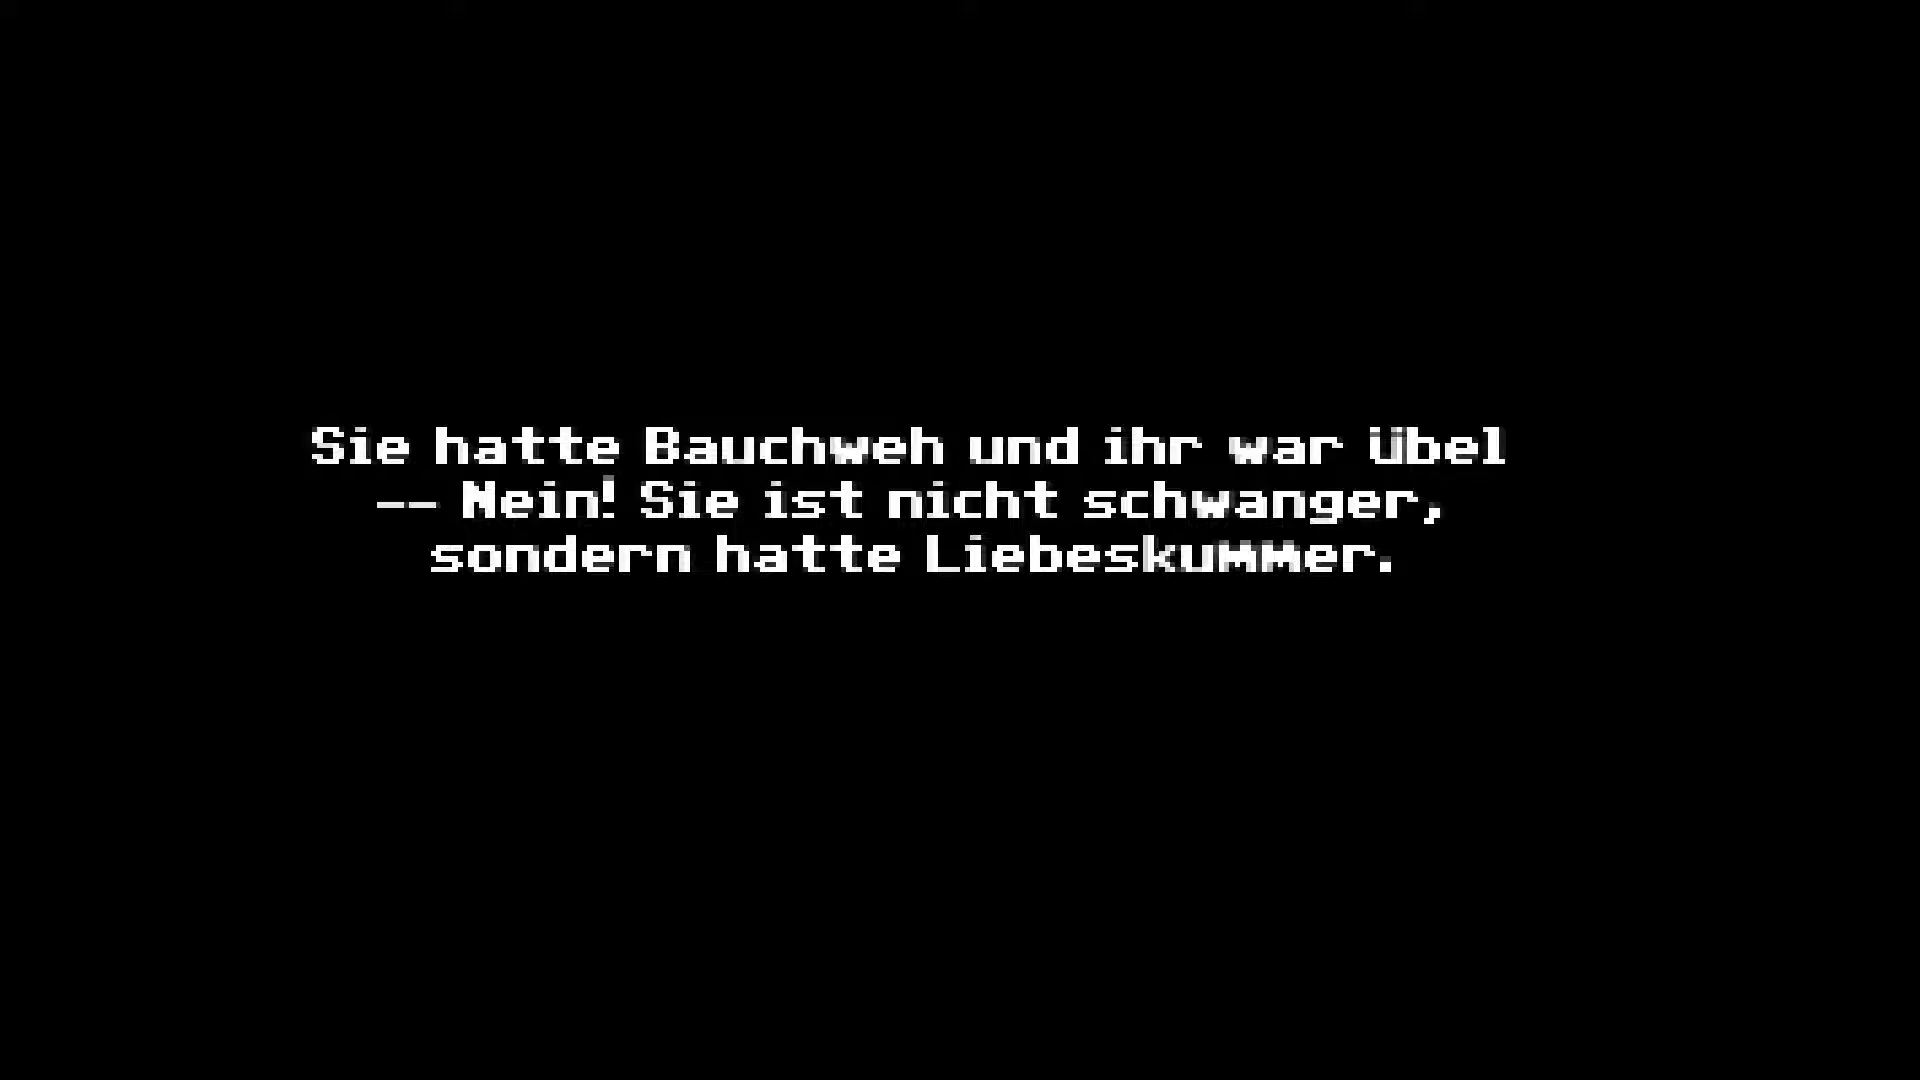 Sie hatte Bauchweh und ihr war übel
-- Nein! Sie ist nicht schwanger,
sondern hatte Liebeskummer.